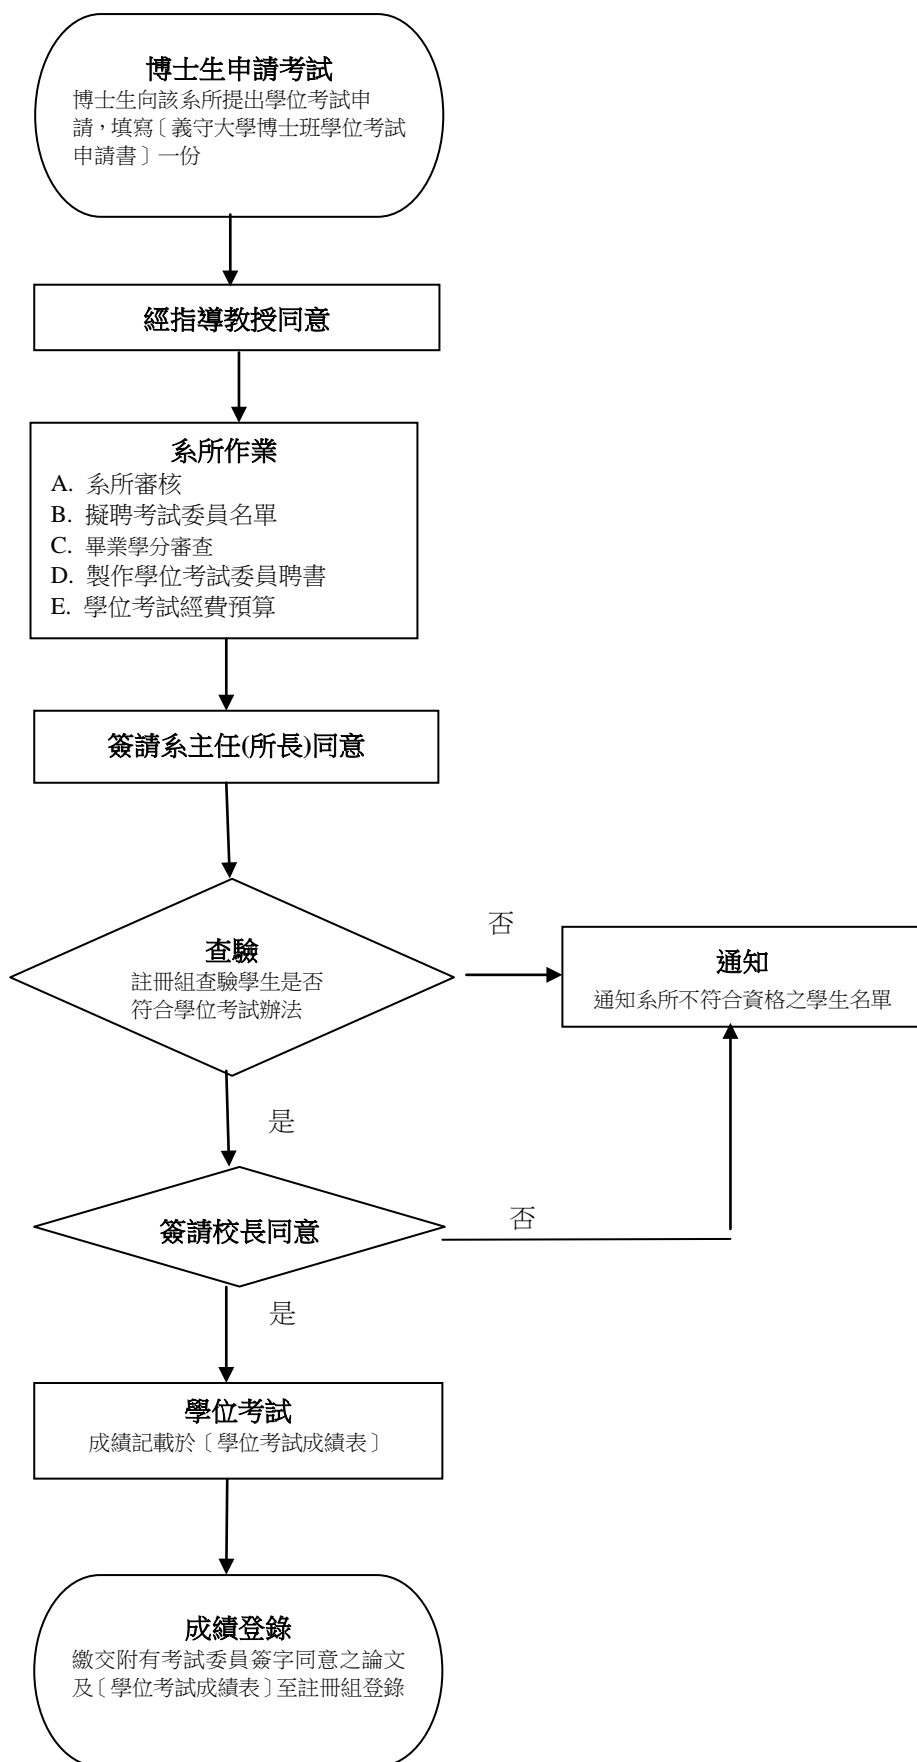 博士生申請考試
博士生向該系所提出學位考試申
請，填寫〔義守大學博士班學位考試
申請書〕一份
經指導教授同意
系所作業
A. 系所審核
B. 擬聘考試委員名單
C. 畢業學分審查
D. 製作學位考試委員聘書
E. 學位考試經費預算
簽請系主任(所長)同意
查驗
註冊組查驗學生是否
符合學位考試辦法
否
通知
通知系所不符合資格之學生名單
是
簽請校長同意
否
是
學位考試
成績記載於〔學位考試成績表〕
成績登錄
繳交附有考試委員簽字同意之論文
及〔學位考試成績表〕至註冊組登錄